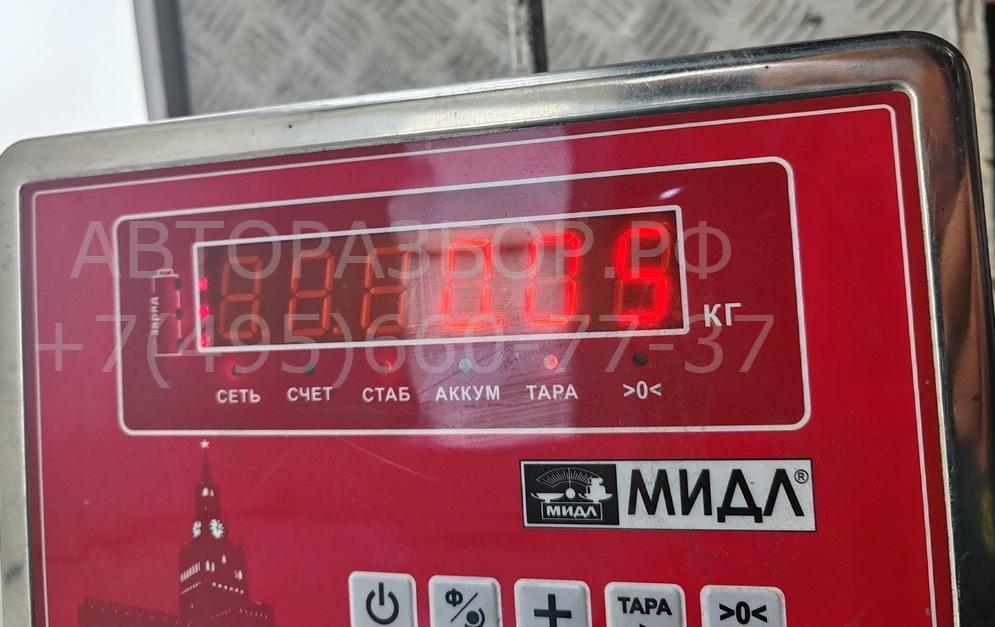 АВТОРАЗБОР.РФ
+7(495)660-77-37
заряд
0.05
КГ
СЕТЬ СЧЕТ СТАБ АККУМ ТАРА >0<
МИДЛ МИДЛ®
Ф
ТАРА >0<